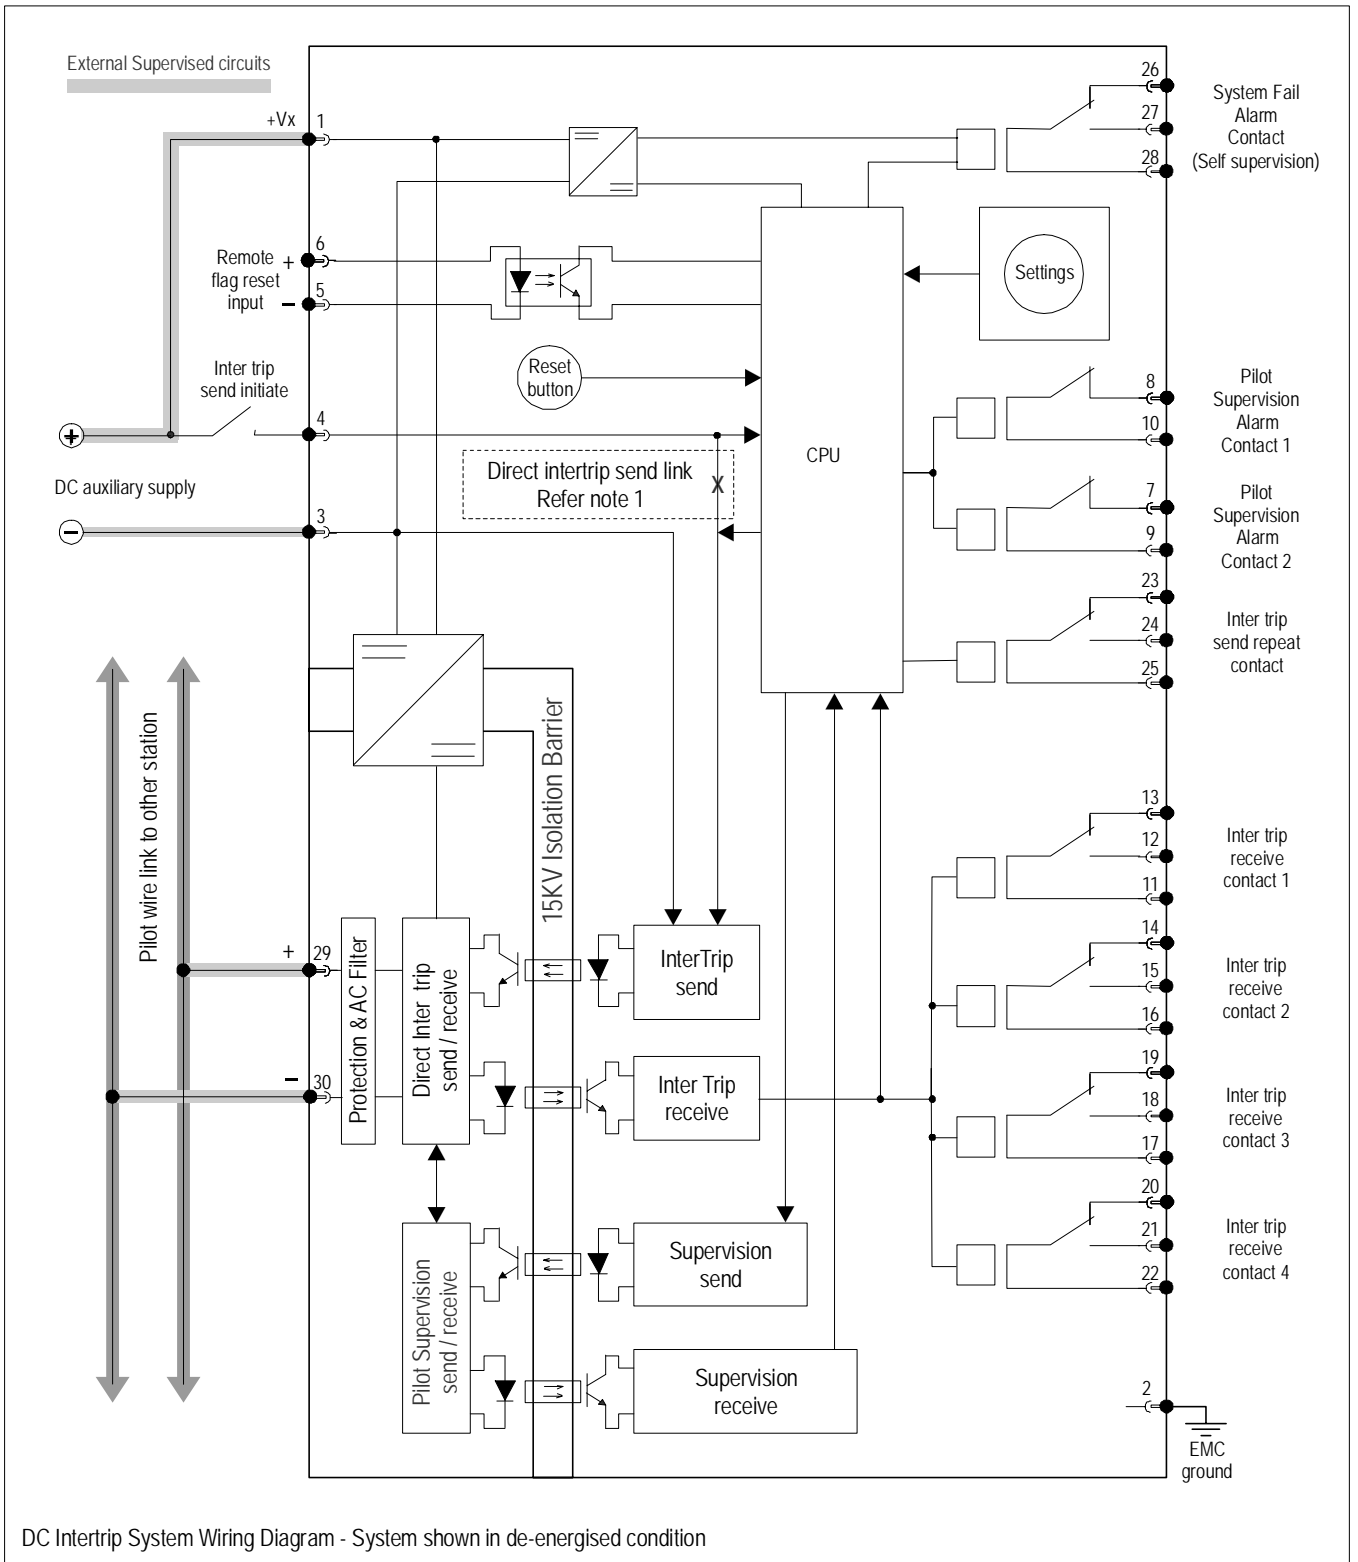 External Supervised circuits
+Vx
1
26
27
28
System Fail
Alarm
Contact
(Self supervision)
Remote
flag reset
input
+
6
5
−
Settings
Reset
button
Inter trip
send initiate
4
+
DC auxiliary supply
−
3
Direct intertrip send link
Refer note 1
X
CPU
8
10
Pilot
Supervision
Alarm
Contact 1
7
9
Pilot
Supervision
Alarm
Contact 2
23
24
25
Inter trip
send repeat
contact
Pilot wire link to other station
15KV Isolation Barrier
13
12
11
Inter trip
receive
contact 1
14
15
16
Inter trip
receive
contact 2
+
29
−
30
Protection & AC Filter
Direct Inter trip
send / receive
InterTrip
send
Inter Trip
receive
19
18
17
Inter trip
receive
contact 3
20
21
22
Inter trip
receive
contact 4
Pilot Supervision
send / receive
Supervision
send
Supervision
receive
2
EMC
ground
DC Intertrip System Wiring Diagram - System shown in de-energised condition